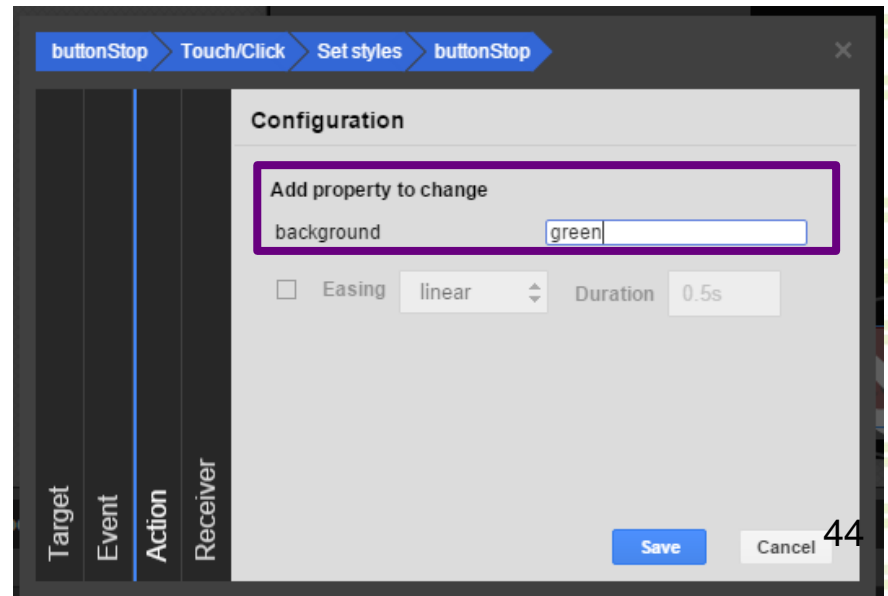 buttonStop Touch/Click Set styles buttonStop ×
Configuration
Add property to change
background green
Easing linear Duration 0.5s
Target
Event
Action
Receiver
Save Cancel 44